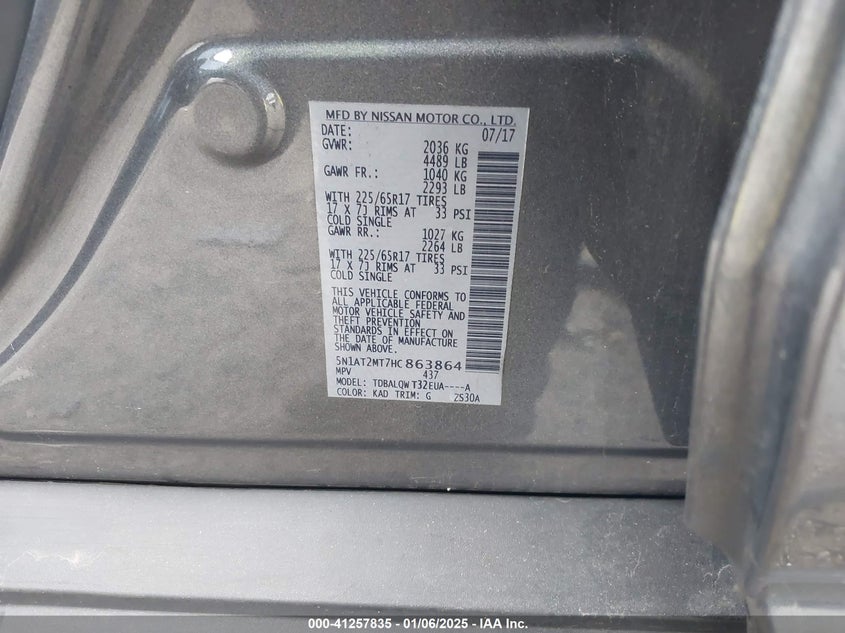 MFD BY NISSAN MOTOR CO., LTD.
DATE: 07/17
GVWR: 2036 KG
4489 LB
GAWR FR.: 1040 KG
2293 LB
WITH 225/65R17 TIRES
17 X 7J RIMS AT 33 PSI
COLD SINGLE
GAWR RR.: 1027 KG
2264 LB
WITH 225/65R17 TIRES
17 X 7J RIMS AT 33 PSI
COLD SINGLE
THIS VEHICLE CONFORMS TO
ALL APPLICABLE FEDERAL
MOTOR VEHICLE SAFETY AND
THEFT PREVENTION
STANDARDS IN EFFECT ON
THE DATE OF MANUFACTURE
SHOWN ABOVE.
5N1AT2MT7HC863864
MPV 437
MODEL: TDBALQWT32EUA----A
COLOR: KAD TRIM: G 2S30A
000-41257835 - 01/06/2025 - IAA Inc.